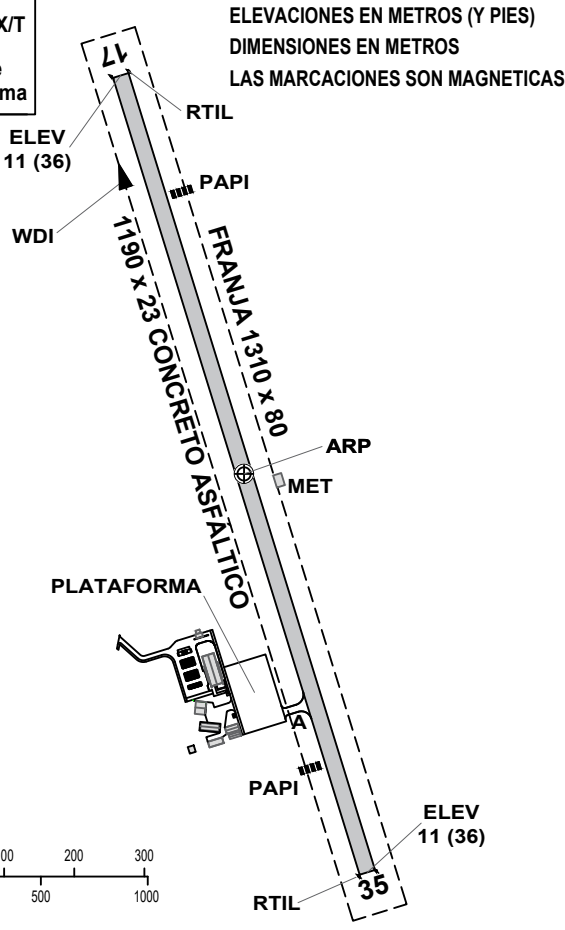 X/T
e
ma
ELEVACIONES EN METROS (Y PIES)
DIMENSIONES EN METROS
LAS MARCACIONES SON MAGNETICAS
17
RTIL
ELEV
11 (36)
PAPI
WDI
FRANJA 1310 x 80
1190 x 23 CONCRETO ASFALTICO
ARP
MET
PLATAFORMA
A
PAPI
ELEV
11 (36)
RTIL
35
00 200 300
500 1000